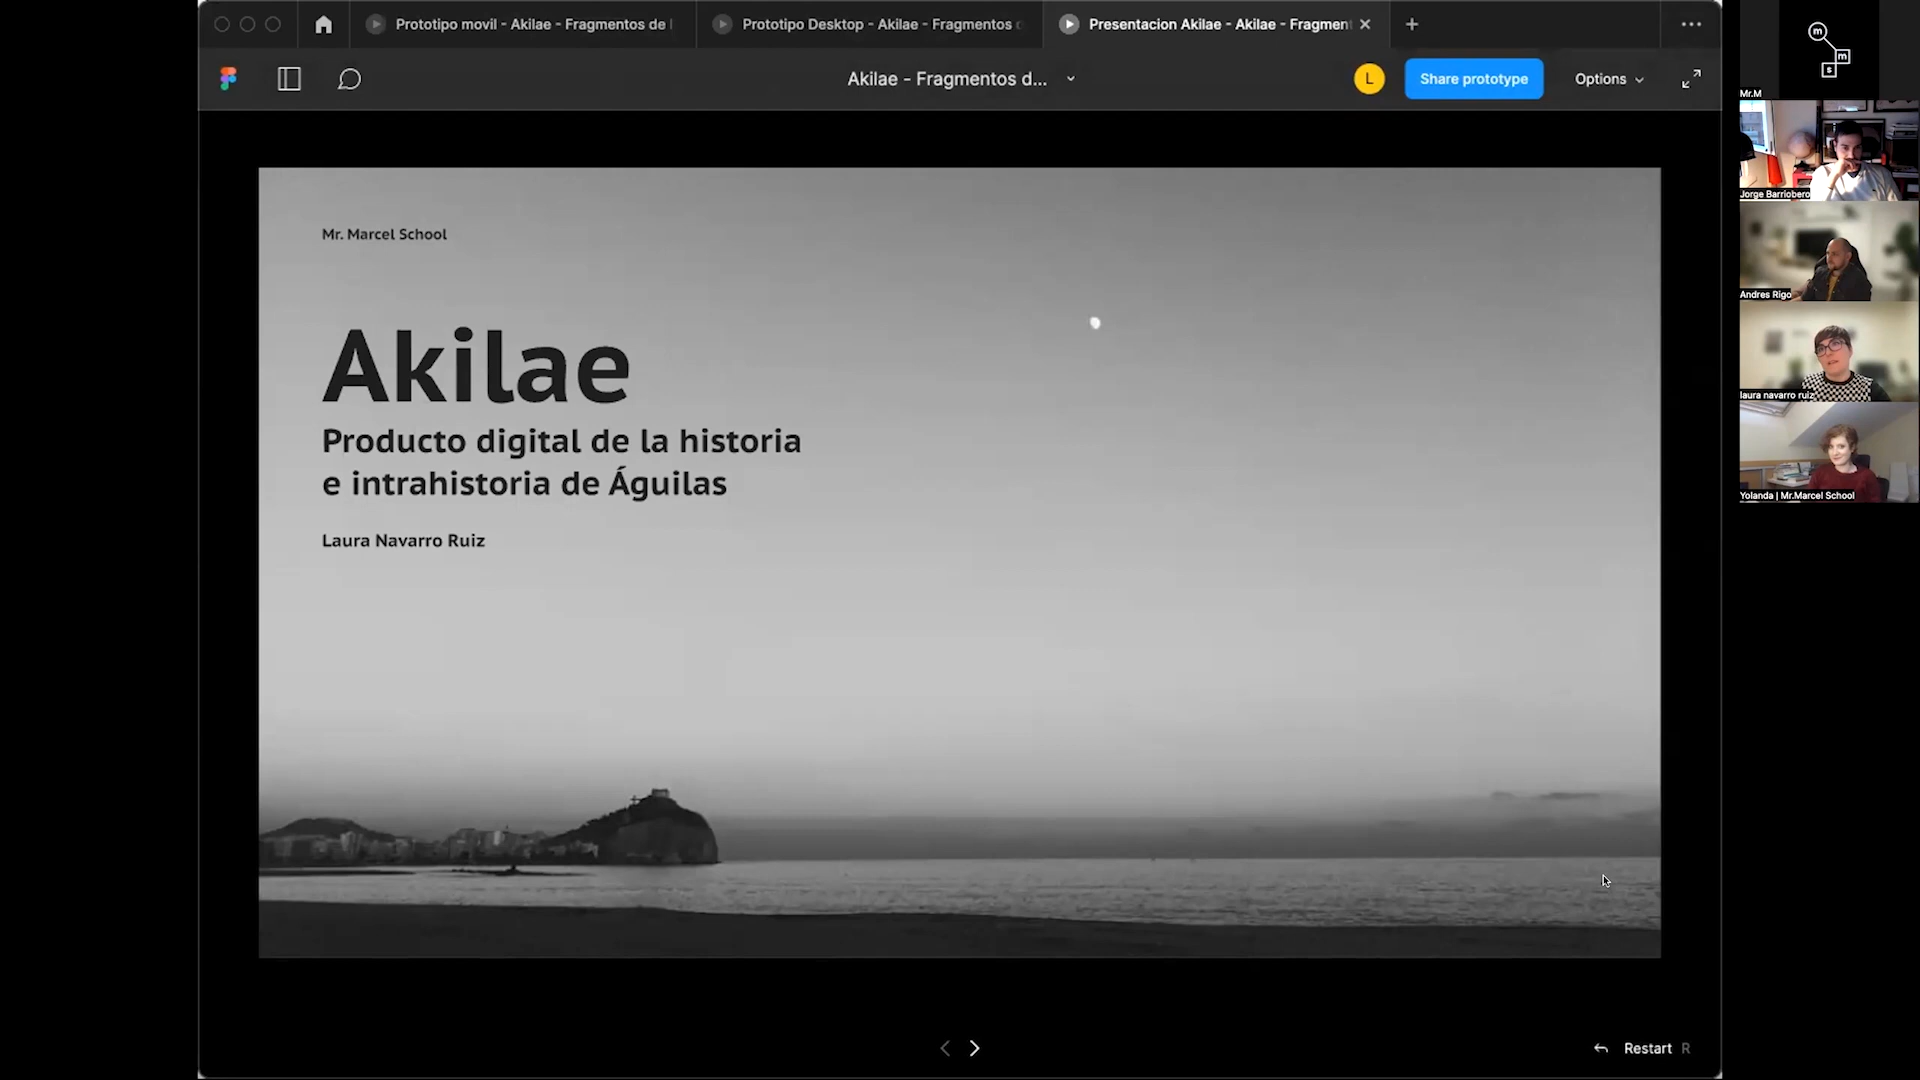 Prototipo movil - Akilae - Fragmentos de
Prototipo Desktop - Akilae - Fragmentos
Presentacion Akilae - Akilae - Fragmen
Akilae - Fragmentos d...
L
Share prototype
Options
Mr. Marcel School
Akilae
Producto digital de la historia
e intrahistoria de Águilas
Laura Navarro Ruiz
Restart R
m
m
s
Mr.M
Jorge Barriobero
Andres Rigo
laura navarro ruiz
Yolanda | Mr.Marcel School